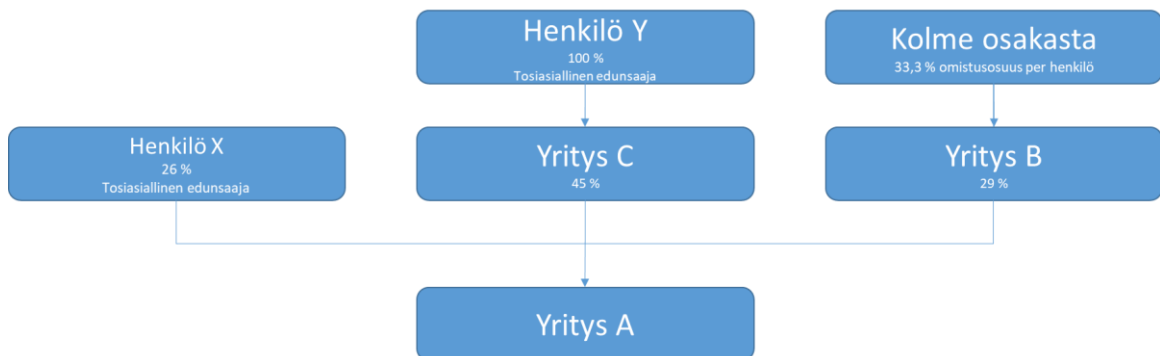 Henkilö Y
100 %
Tosiasiallinen edunsaaja
Kolme osakasta
33,3 % omistusosuus per henkilö
Henkilö X
26 %
Tosiasiallinen edunsaaja
Yritys C
45 %
Yritys B
29 %
Yritys A